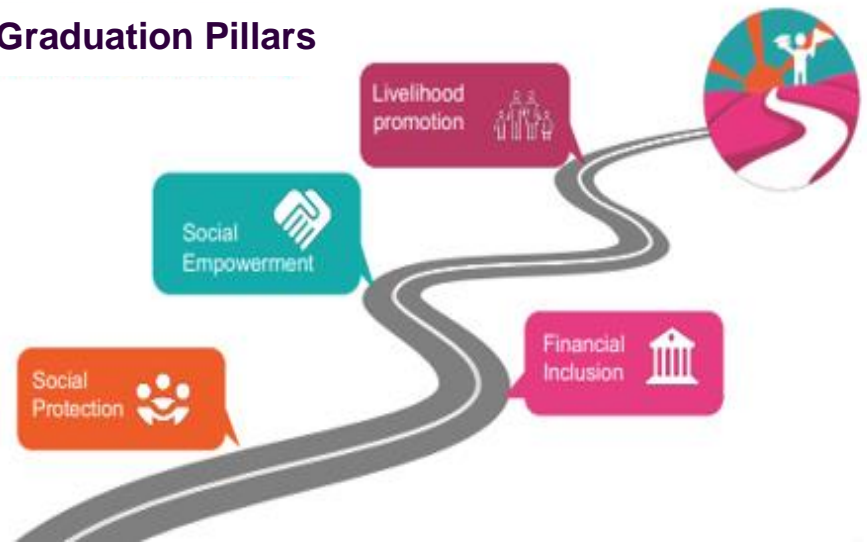 Graduation Pillars
Livelihood
promotion
Social
Empowerment
Financial
Inclusion
Social
Protection